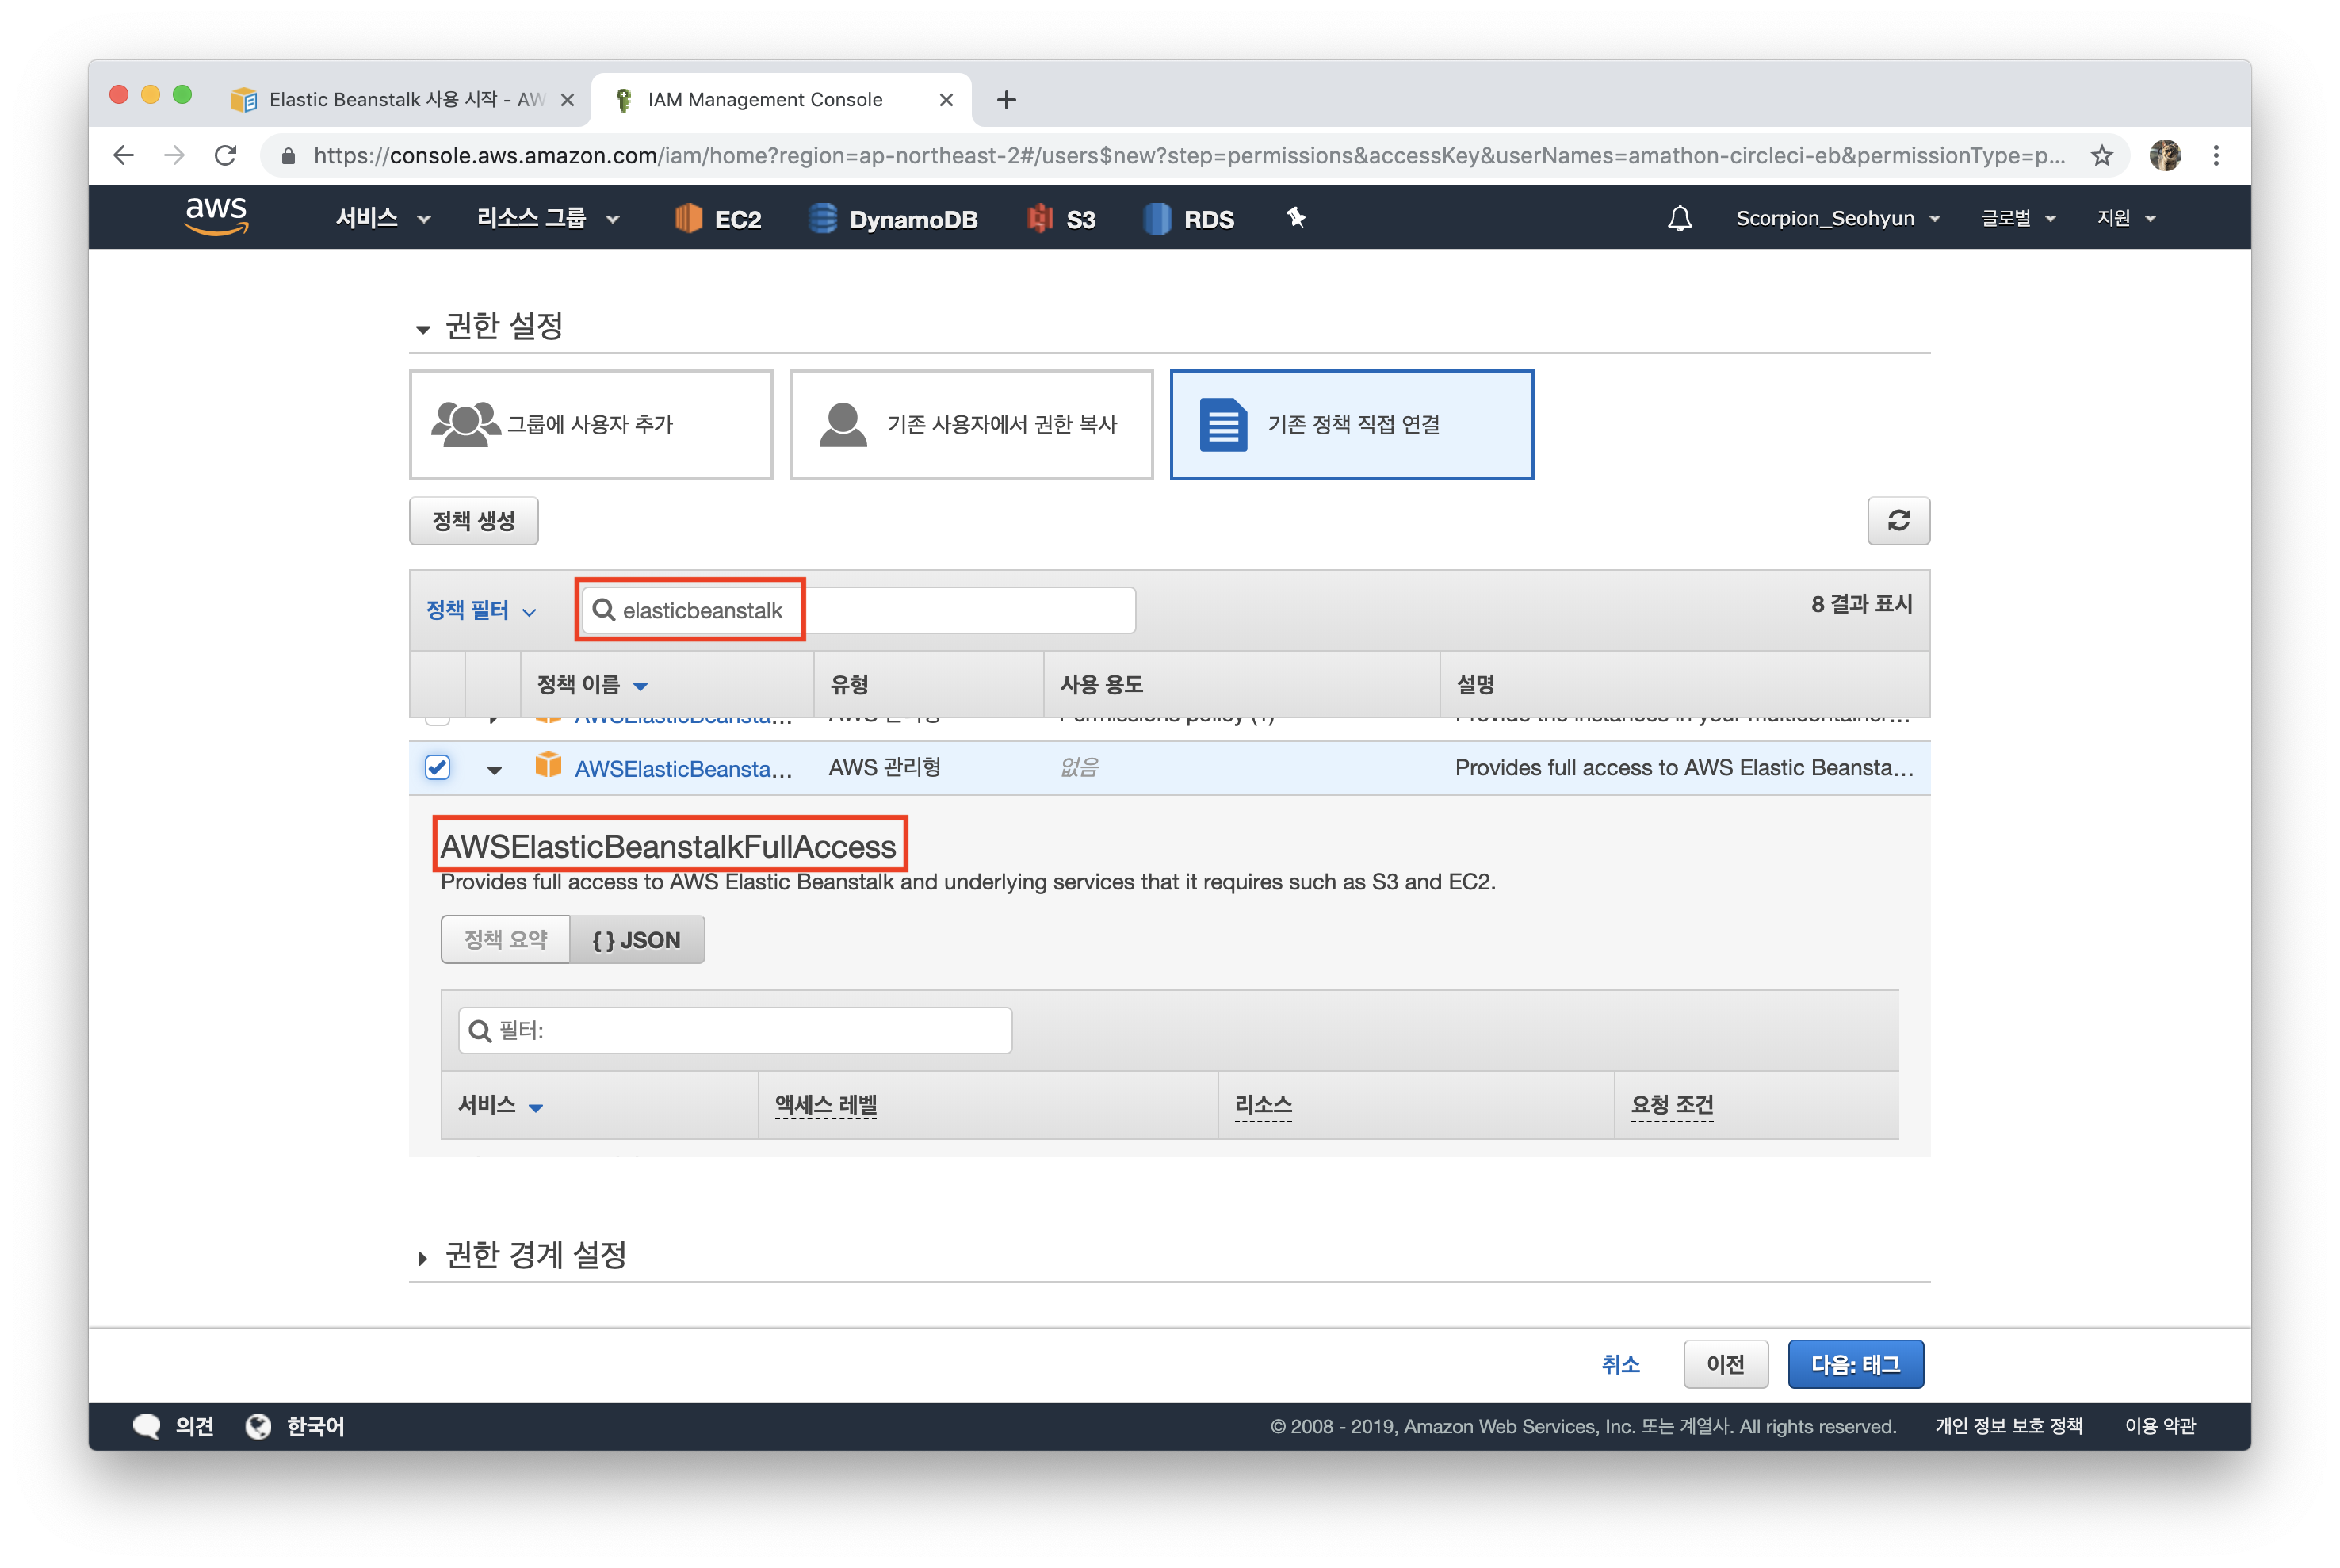 Elastic Beanstalk 사용 시작 - AW
IAM Management Console
https://console.aws.amazon.com/iam/home?region=ap-northeast-2#/users$new?step=permissions&accessKey&userNames=amathon-circleci-eb&permissionType=p...
aws 서비스 리소스 그룹 EC2 DynamoDB S3 RDS Scorpion_Seohyun 글로벌 지원
권한 설정
그룹에 사용자 추가
기존 사용자에서 권한 복사
기존 정책 직접 연결
정책 생성
정책 필터 elasticbeanstalk 8 결과 표시
정책 이름 유형 사용 용도 설명
AWSElasticBeansta... Permissions policy (1) Provide the instances in your multicontainer...
AWSElasticBeansta... AWS 관리형 없음 Provides full access to AWS Elastic Beansta...
AWSElasticBeanstalkFullAccess
Provides full access to AWS Elastic Beanstalk and underlying services that it requires such as S3 and EC2.
정책 요약 { } JSON
필터:
서비스 액세스 레벨 리소스 요청 조건
권한 경계 설정
취소 이전 다음: 태그
의견 한국어 © 2008 - 2019, Amazon Web Services, Inc. 또는 계열사. All rights reserved. 개인 정보 보호 정책 이용 약관